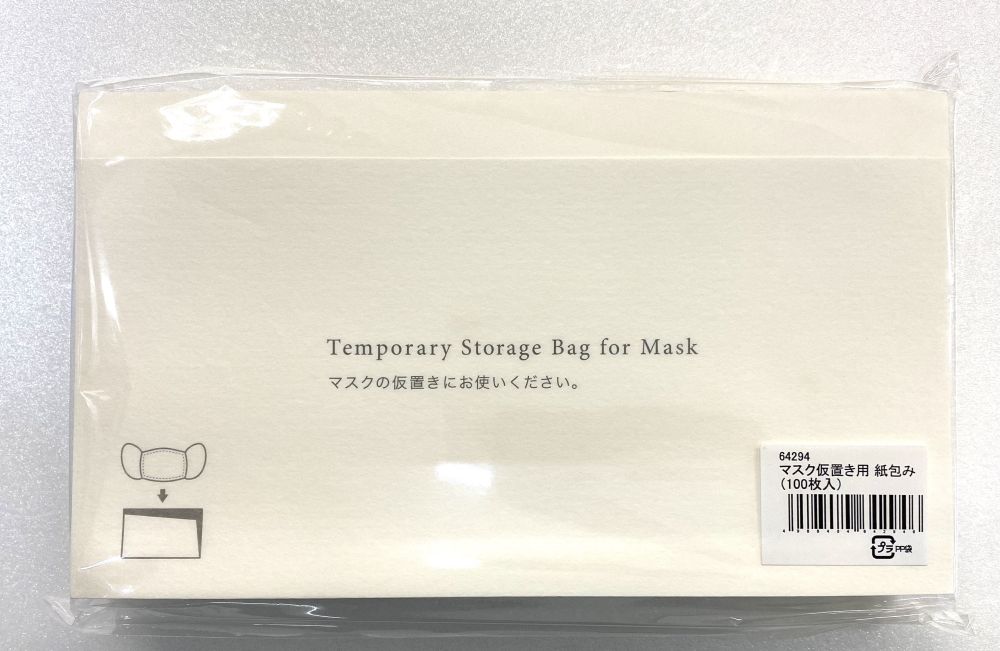 Temporary Storage Bag for Mask
マスクの仮置きにお使いください。
64294
マスク仮置き用 紙包み
（100枚入）
プラ PP袋